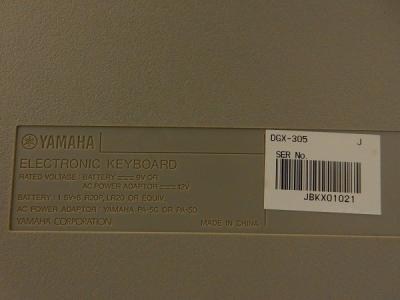 YAMAHA
ELECTRONIC KEYBOARD
RATED VOLTAGE : BATTERY ⎓ 9V OR
AC POWER ADAPTOR ⎓ 12V
BATTERY : 1.5V×6 R20P, LR20 OR EQUIV.
AC POWER ADAPTOR : YAMAHA PA-5C OR PA-5D
YAMAHA CORPORATION MADE IN CHINA
DGX-305 J
SER No.
JBKX01021